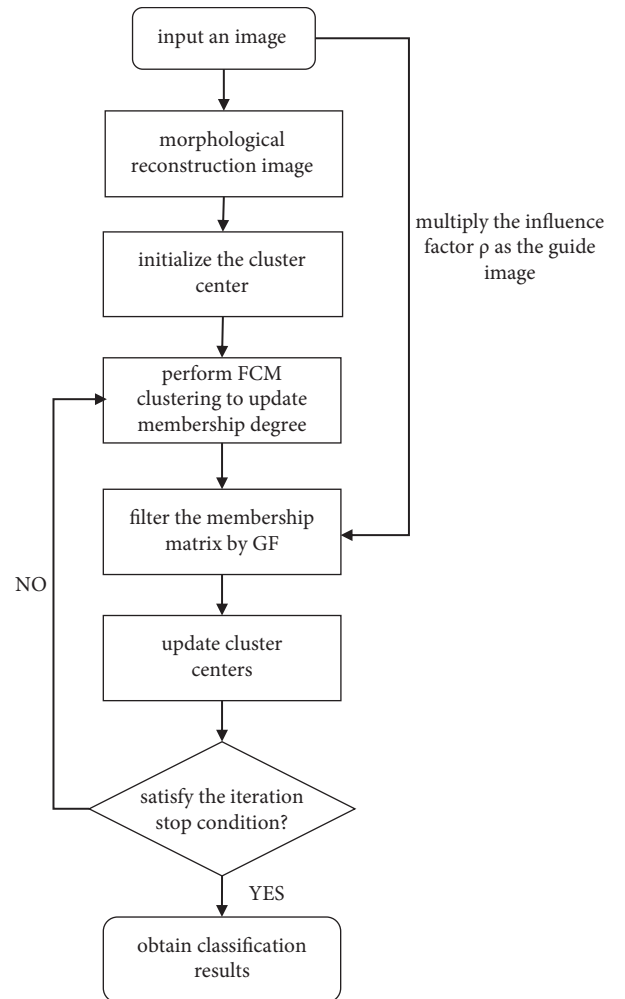 input an image
morphological
reconstruction image
multiply the influence
factor ρ as the guide
image
initialize the cluster
center
perform FCM
clustering to update
membership degree
filter the membership
matrix by GF
NO
update cluster
centers
satisfy the iteration
stop condition?
YES
obtain classification
results